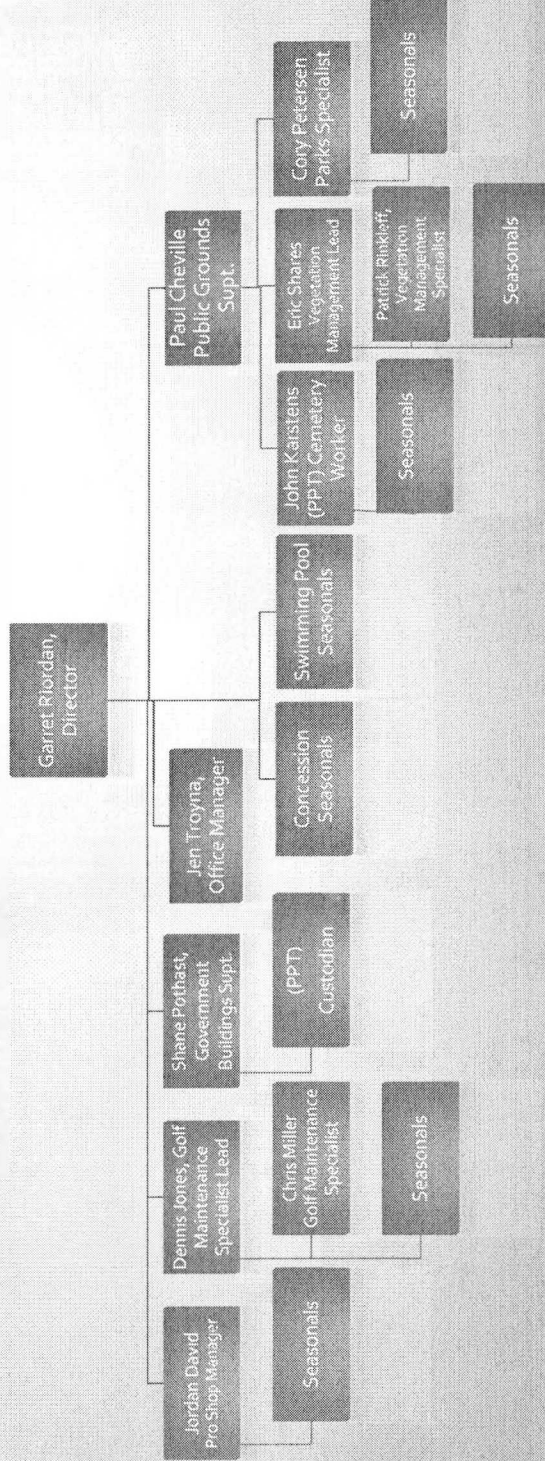 Garret Riordan,
Director
Jordan David
Pro Shop Manager
Seasonals
Dennis Jones, Golf
Maintenance
Specialist Lead
Chris Miller
Golf Maintenance
Specialist
Seasonals
Shane Pothast,
Government
Buildings Supt.
(PPT)
Custodian
Jen Troyna,
Office Manager
Concession
Seasonals
Swimming Pool
Seasonals
Paul Cheville
Public Grounds
Supt.
John Karstens
(PPT) Cemetery
Worker
Seasonals
Eric Shares
Vegetation
Management Lead
Patrick Rinkleff,
Vegetation
Management
Specialist
Seasonals
Cory Petersen
Parks Specialist
Seasonals